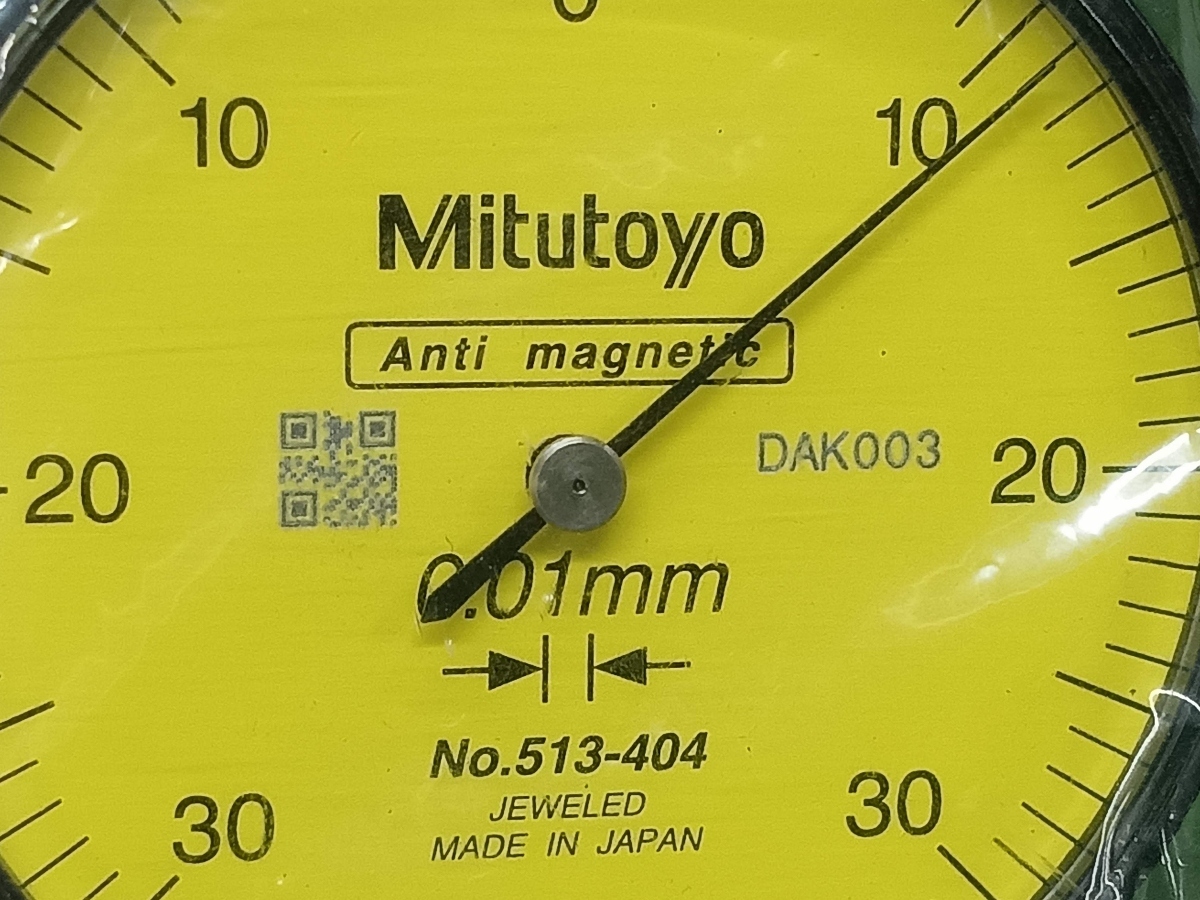 0
10 10
Mitutoyo
Anti magnetic
DAK003
20 20
0.01mm
No.513-404
30 30
JEWELED
MADE IN JAPAN